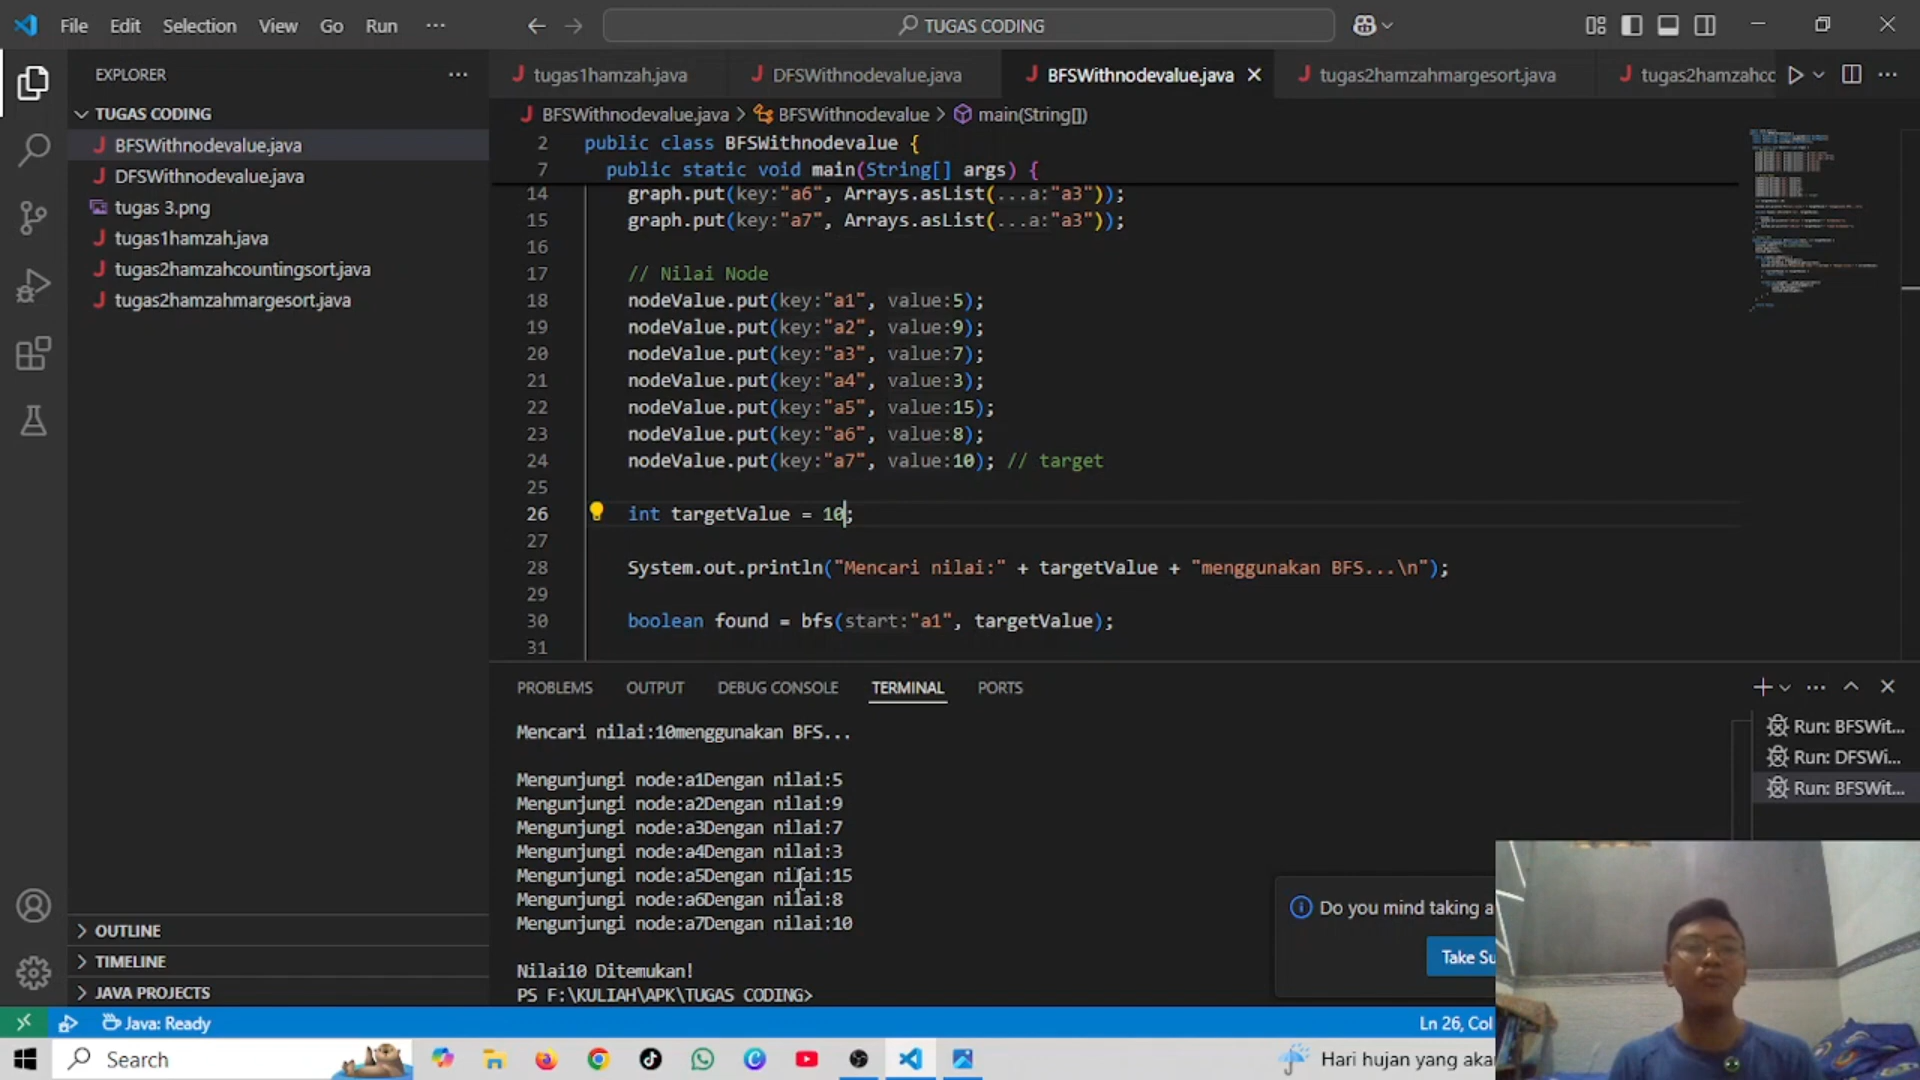 File Edit Selection View Go Run ... TUGAS CODING
EXPLORER ...
TUGAS CODING
J BFSWithnodevalue.java
J DFSWithnodevalue.java
tugas 3.png
J tugas1hamzah.java
J tugas2hamzahcountingsort.java
J tugas2hamzahmargesort.java
OUTLINE
TIMELINE
JAVA PROJECTS
J tugas1hamzah.java J DFSWithnodevalue.java J BFSWithnodevalue.java J tugas2hamzahmargesort.java J tugas2hamzahcc
J BFSWithnodevalue.java > BFSWithnodevalue > main(String[])
2 public class BFSWithnodevalue {
7 public static void main(String[] args) {
14 graph.put(key:"a6", Arrays.asList(...a:"a3"));
15 graph.put(key:"a7", Arrays.asList(...a:"a3"));
16
17 // Nilai Node
18 nodeValue.put(key:"a1", value:5);
19 nodeValue.put(key:"a2", value:9);
20 nodeValue.put(key:"a3", value:7);
21 nodeValue.put(key:"a4", value:3);
22 nodeValue.put(key:"a5", value:15);
23 nodeValue.put(key:"a6", value:8);
24 nodeValue.put(key:"a7", value:10); // target
25
26 int targetValue = 10;
27
28 System.out.println("Mencari nilai:" + targetValue + "menggunakan BFS...\n");
29
30 boolean found = bfs(start:"a1", targetValue);
31
PROBLEMS OUTPUT DEBUG CONSOLE TERMINAL PORTS
Mencari nilai:10menggunakan BFS...
Mengunjungi node:a1Dengan nilai:5
Mengunjungi node:a2Dengan nilai:9
Mengunjungi node:a3Dengan nilai:7
Mengunjungi node:a4Dengan nilai:3
Mengunjungi node:a5Dengan nilai:15
Mengunjungi node:a6Dengan nilai:8
Mengunjungi node:a7Dengan nilai:10
Nilai10 Ditemukan!
PS F:\KULIAH\APK\TUGAS CODING>
Run: BFSWit...
Run: DFSWi...
Run: BFSWit...
Do you mind taking a
Take Su
Java: Ready
Ln 26, Col
Search
Hari hujan yang aka